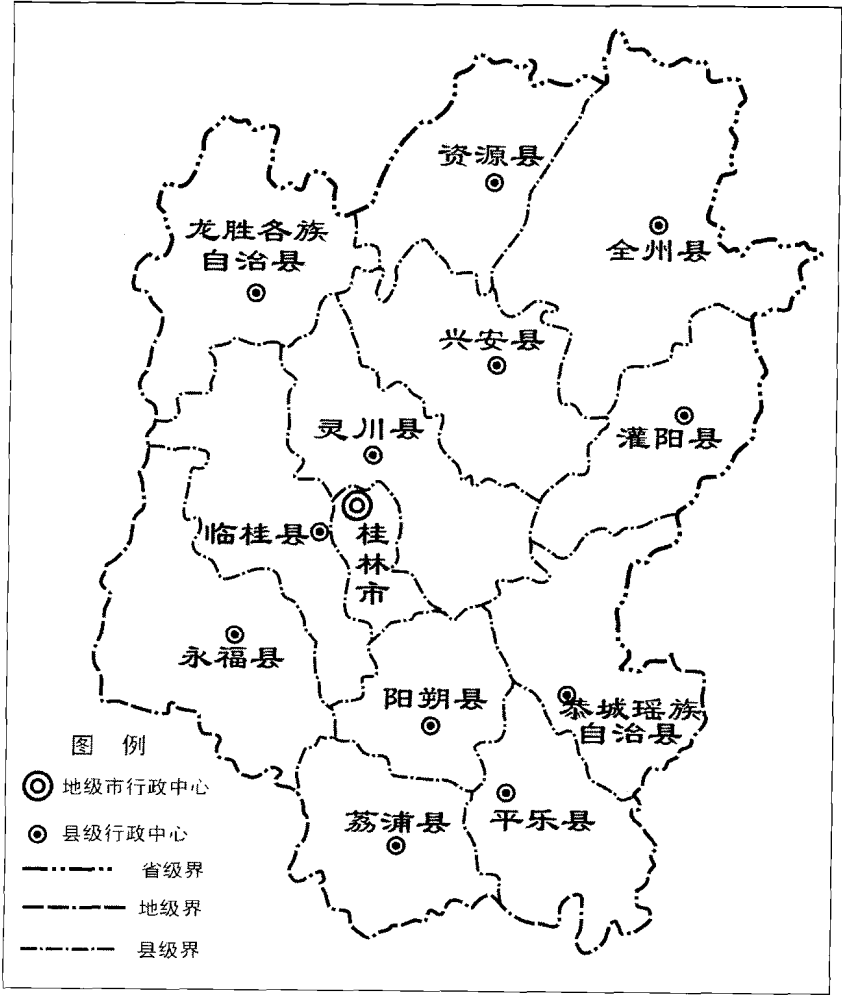 资源县
龙胜各族
自治县
全州县
兴安县
灵川县
灌阳县
临桂县
桂林市
永福县
阳朔县
恭城瑶族
自治县
荔浦县
平乐县
图 例
地级市行政中心
县级行政中心
省级界
地级界
县级界